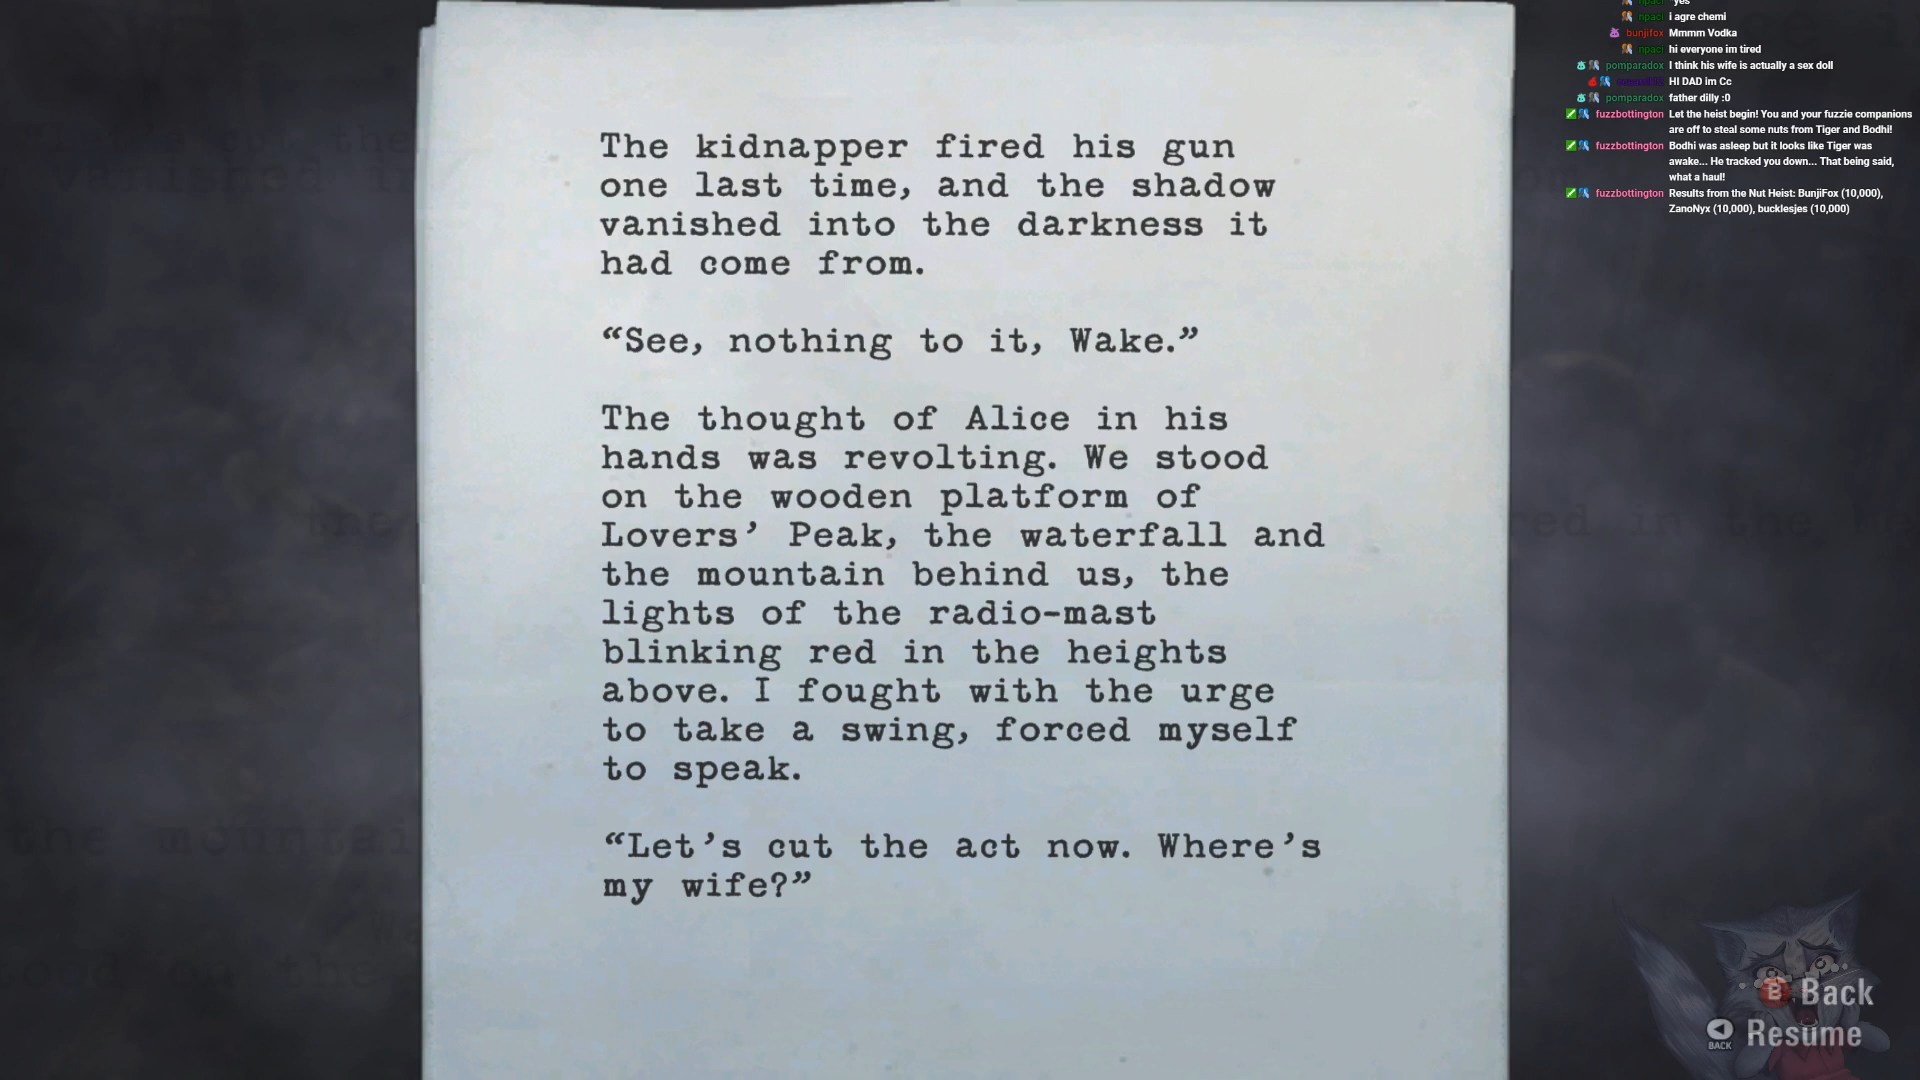 The kidnapper fired his gun
one last time, and the shadow
vanished into the darkness it
had come from.
“See, nothing to it, Wake.”
The thought of Alice in his
hands was revolting. We stood
on the wooden platform of
Lovers’ Peak, the waterfall and
the mountain behind us, the
lights of the radio-mast
blinking red in the heights
above. I fought with the urge
to take a swing, forced myself
to speak.
“Let’s cut the act now. Where’s
my wife?”
npaci yes
npaci i agre chemi
bunjifox Mmmm Vodka
npaci hi everyone im tired
pomparadox I think his wife is actually a sex doll
HI DAD im Cc
pomparadox father dilly :0
fuzzbottington Let the heist begin! You and your fuzzie companions
are off to steal some nuts from Tiger and Bodhi!
fuzzbottington Bodhi was asleep but it looks like Tiger was
awake... He tracked you down... That being said,
what a haul!
fuzzbottington Results from the Nut Heist: BunjiFox (10,000),
ZanoNyx (10,000), bucklesjes (10,000)
B Back
BACK Resume